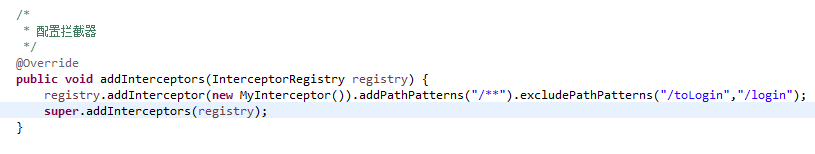 /*
 * 配置拦截器
 */
@Override
public void addInterceptors(InterceptorRegistry registry) {
    registry.addInterceptor(new MyInterceptor()).addPathPatterns("/**").excludePathPatterns("/toLogin","/login");
    super.addInterceptors(registry);
}